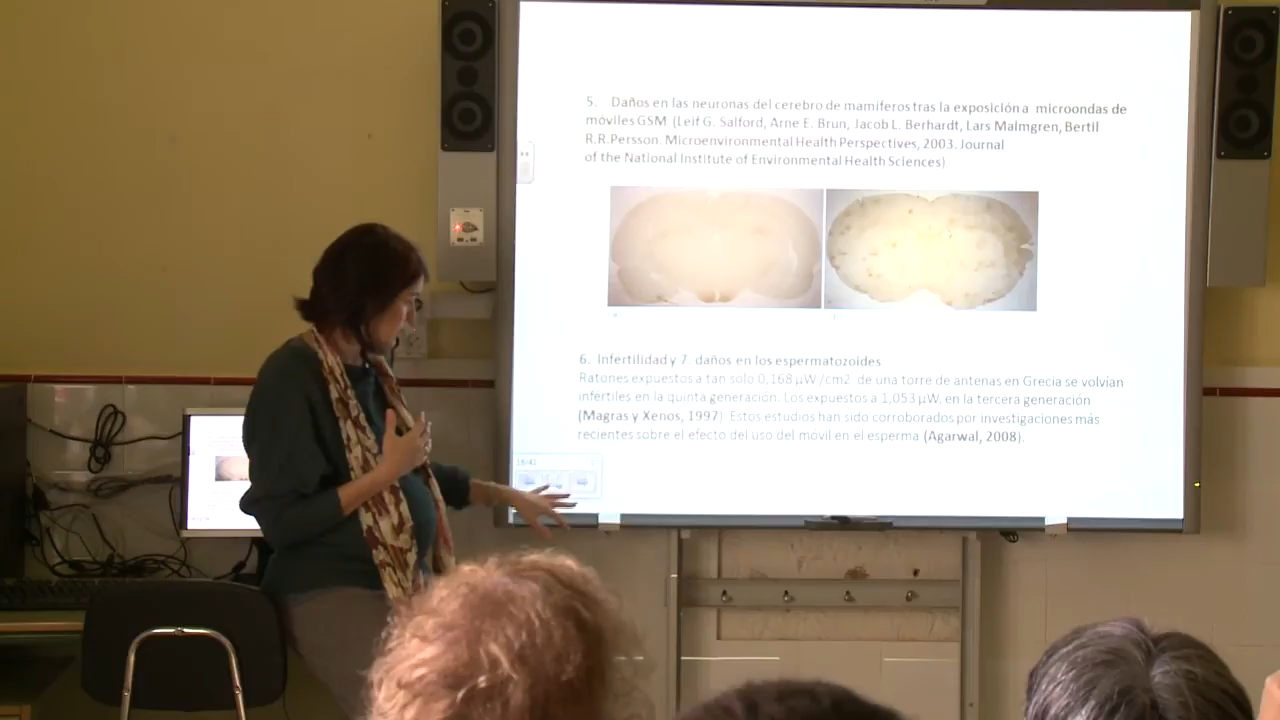 5. Daños en las neuronas del cerebro de mamíferos tras la exposición a microondas de
móviles GSM (Leif G. Salford, Arne E. Brun, Jacob L. Berhardt, Lars Malmgren, Bertil
R.R.Persson. Microenvironmental Health Perspectives, 2003. Journal
of the National Institute of Environmental Health Sciences)
6. Infertilidad y 7 daños en los espermatozoides
Ratones expuestos a tan solo 0,168 µW/cm2 de una torre de antenas en Grecia se volvían
infértiles en la quinta generación. Los expuestos a 1,053 µW, en la tercera generación
(Magras y Xenos, 1997). Estos estudios han sido corroborados por investigaciones más
recientes sobre el efecto del uso del móvil en el esperma (Agarwal, 2008).